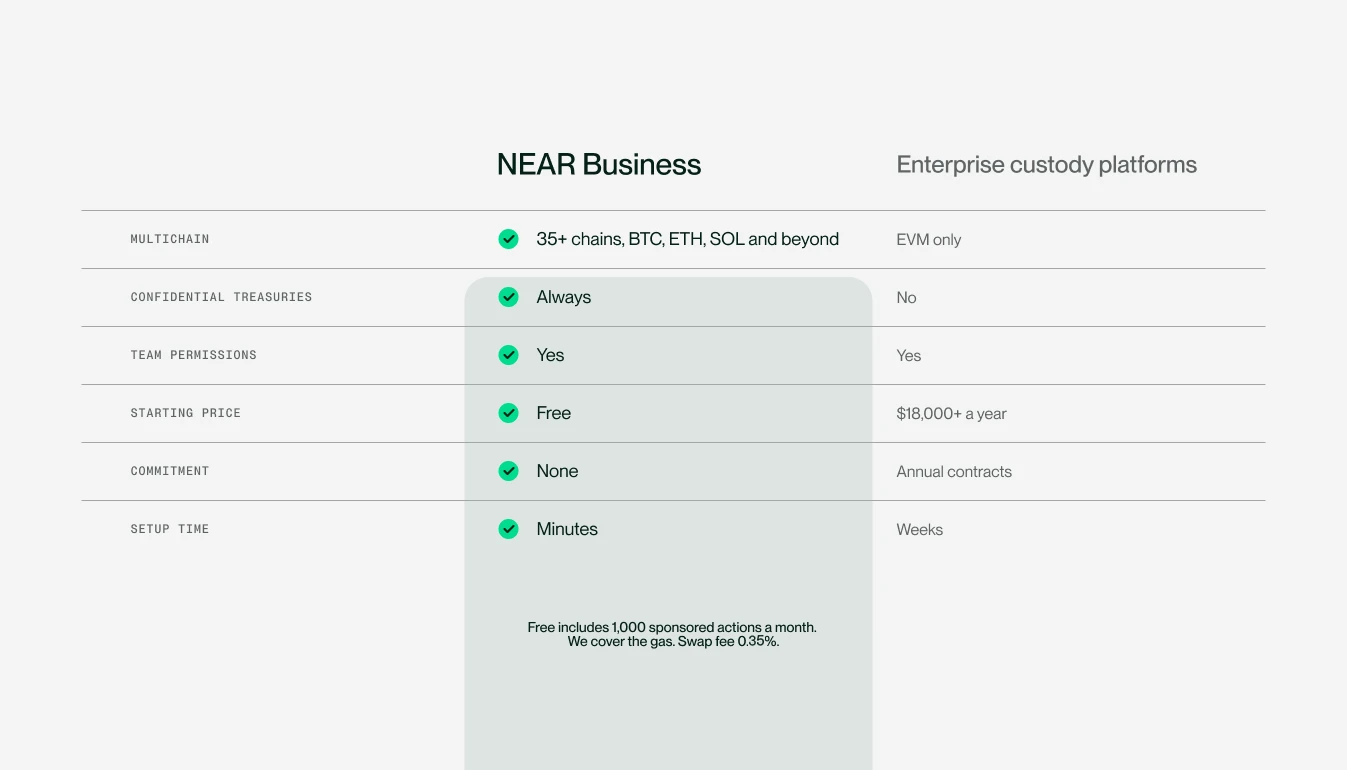 NEAR Business
Enterprise custody platforms
MULTICHAIN
35+ chains, BTC, ETH, SOL and beyond
EVM only
CONFIDENTIAL TREASURIES
Always
No
TEAM PERMISSIONS
Yes
Yes
STARTING PRICE
Free
$18,000+ a year
COMMITMENT
None
Annual contracts
SETUP TIME
Minutes
Weeks
Free includes 1,000 sponsored actions a month.
We cover the gas. Swap fee 0.35%.